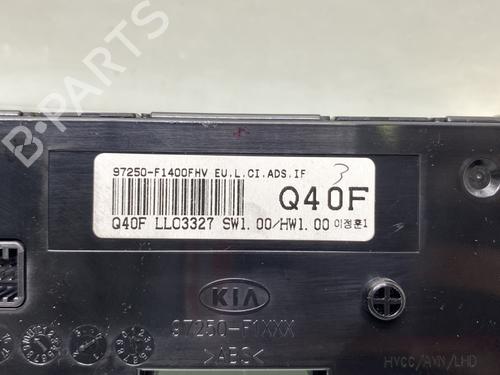 97250-F1400FHV EU.L.CI.ADS.IF
3
Q40F
Q40F LL03327 SW1.00/HW1.00 이정훈1
KIA
97250-F1XXX
>ABS<
HVCC/AVN/LHD
B-PARTS